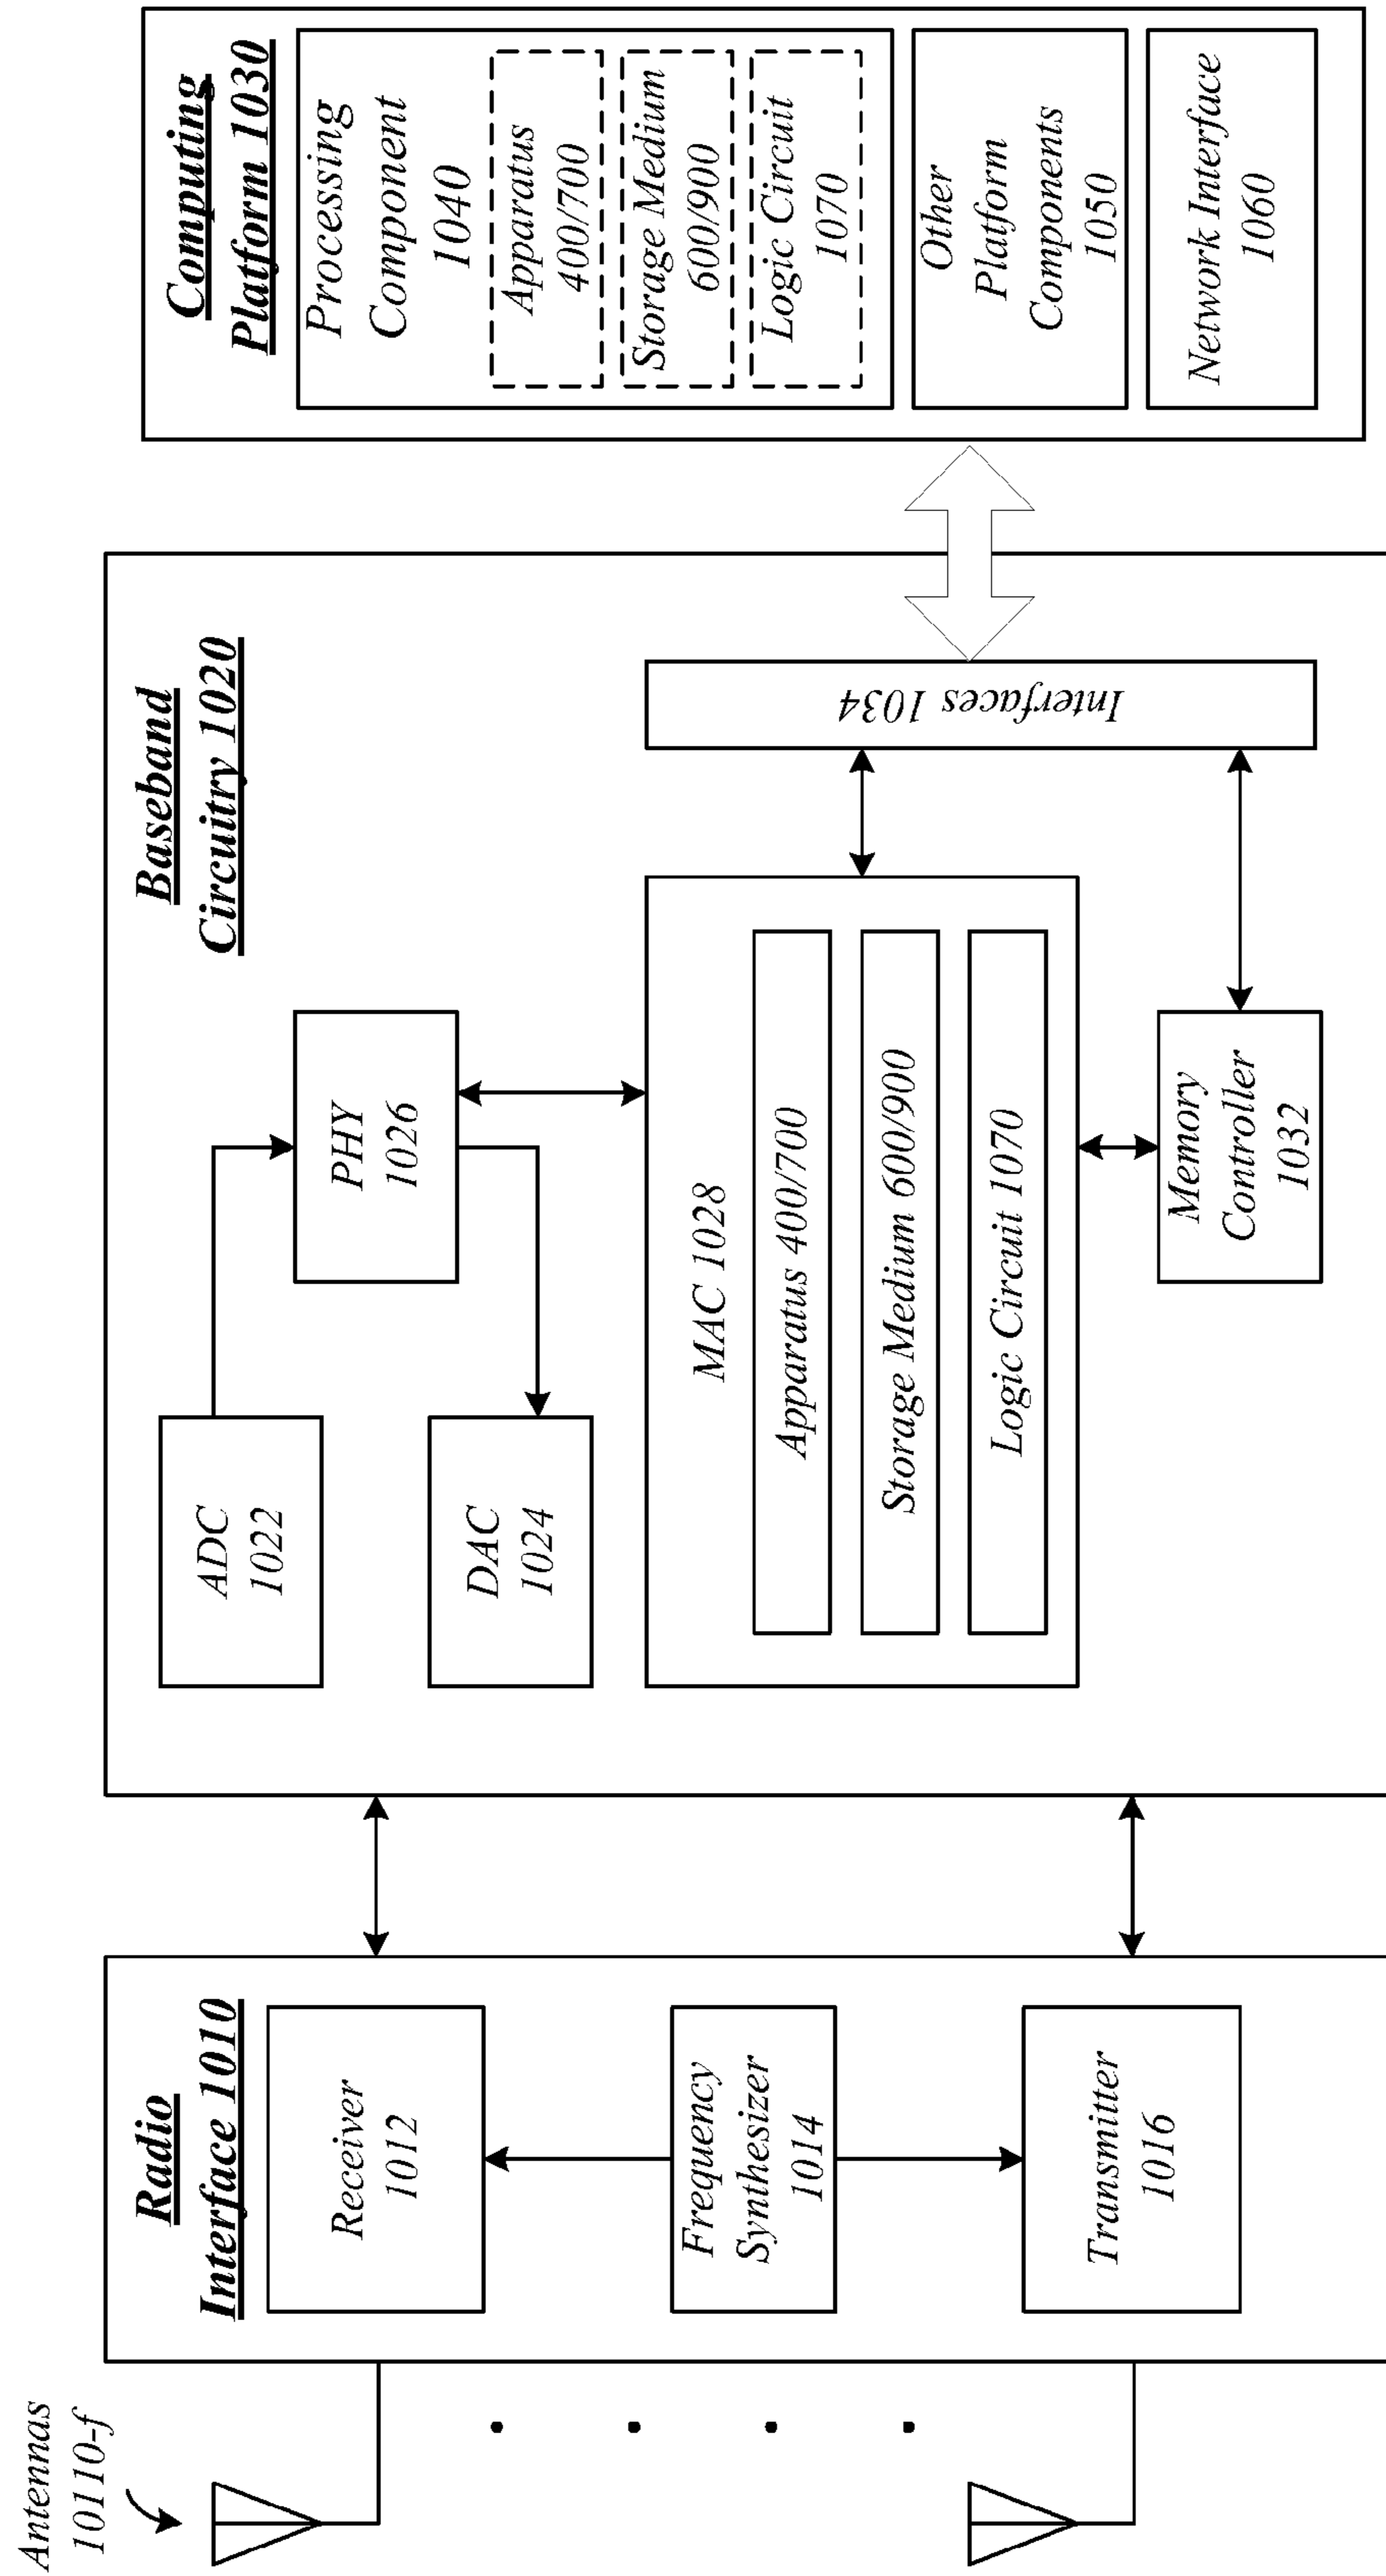 Antennas
10110-f
Radio
Interface 1010
Receiver
1012
Frequency
Synthesizer
1014
Transmitter
1016
Baseband
Circuitry 1020
ADC
1022
DAC
1024
PHY
1026
MAC 1028
Apparatus 400/700
Storage Medium 600/900
Logic Circuit 1070
Memory
Controller
1032
Interfaces 1034
Computing
Platform 1030
Processing
Component
1040
Apparatus
400/700
Storage Medium
600/900
Logic Circuit
1070
Other
Platform
Components
1050
Network Interface
1060